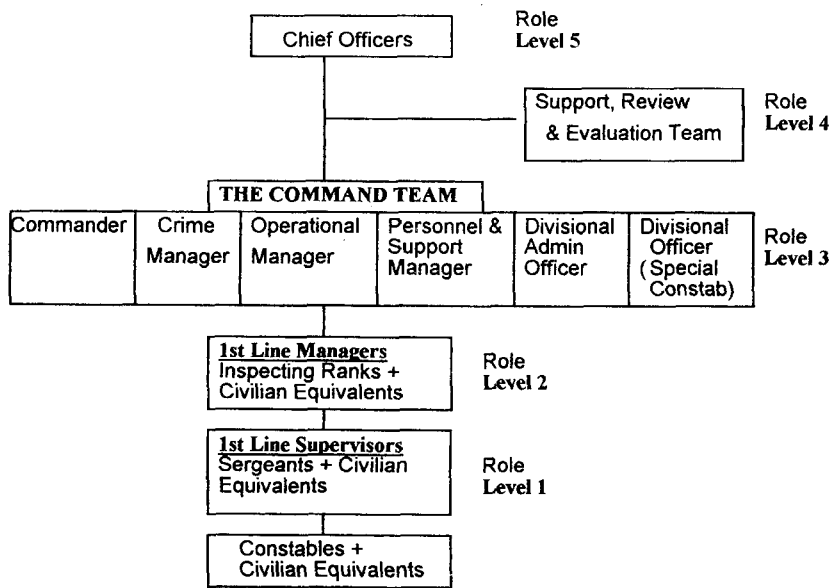 Chief Officers
Role
Level 5
Support, Review
& Evaluation Team
Role
Level 4
THE COMMAND TEAM
Commander
Crime
Manager
Operational
Manager
Personnel &
Support
Manager
Divisional
Admin
Officer
Divisional
Officer
( Special
Constab)
Role
Level 3
1st Line Managers
Inspecting Ranks +
Civilian Equivalents
Role
Level 2
1st Line Supervisors
Sergeants + Civilian
Equivalents
Role
Level 1
Constables +
Civilian Equivalents